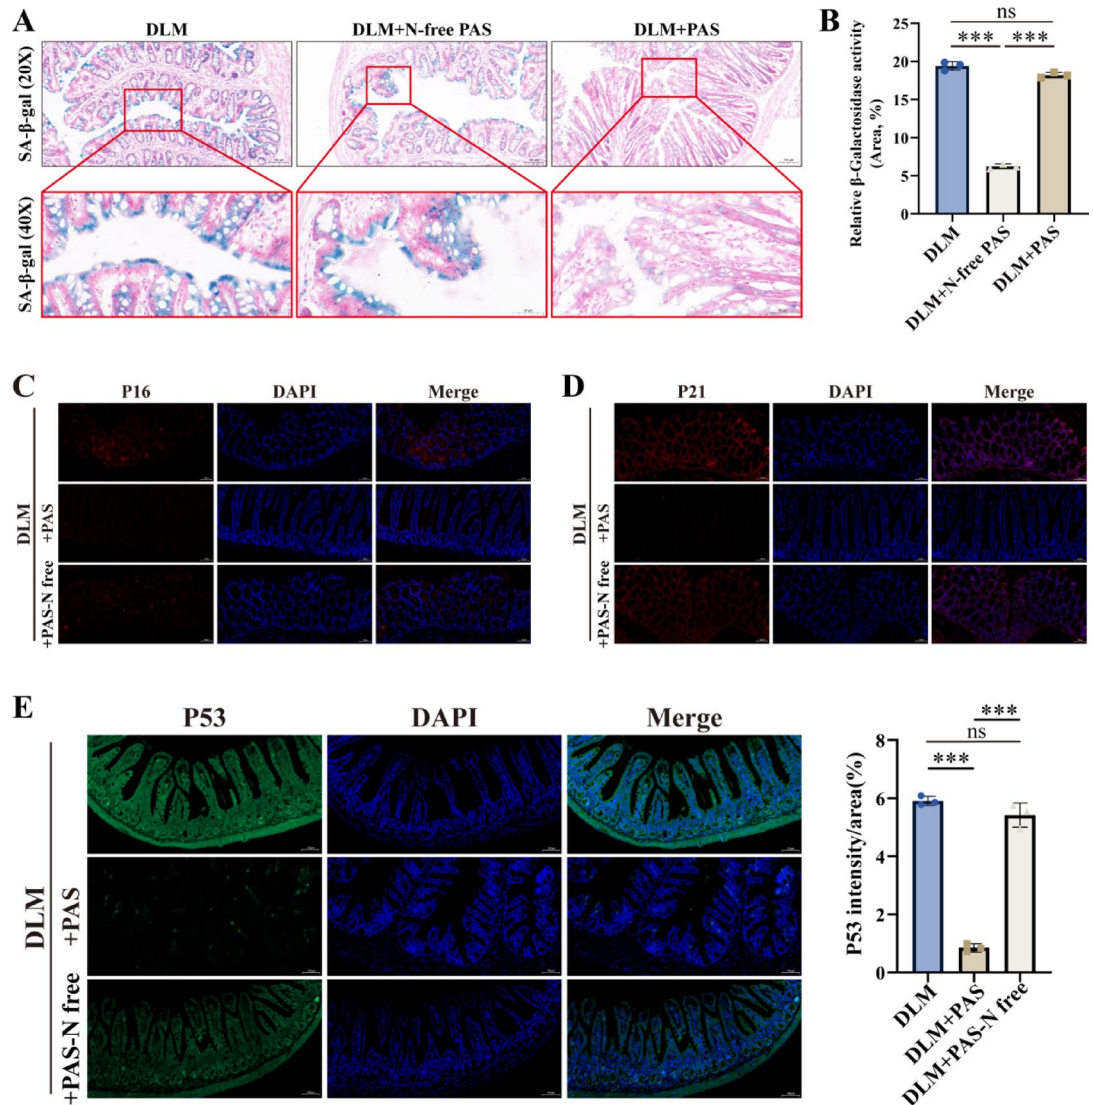 A
DLM
DLM+N-free PAS
DLM+PAS
SA-β-gal (20X)
SA-β-gal (40X)
B
Relative β-Galactosidase activity
(Area, %)
25
20
15
10
5
0
ns
*** ***
DLM
DLM+N-free PAS
DLM+PAS
C
P16
DAPI
Merge
DLM
+PAS
+PAS-N free
D
P21
DAPI
Merge
DLM
+PAS
+PAS-N free
E
P53
DAPI
Merge
DLM
+PAS
+PAS-N free
P53 intensity/area(%)
8
6
4
2
0
***
ns
***
DLM
DLM+PAS
DLM+PAS-N free